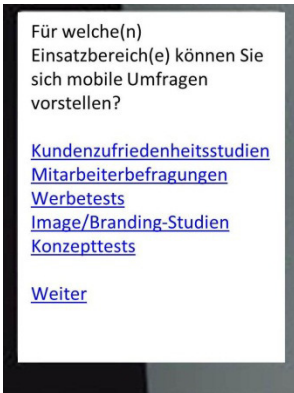 Für welche(n)
Einsatzbereich(e) können Sie
sich mobile Umfragen
vorstellen?
Kundenzufriedenheitsstudien
Mitarbeiterbefragungen
Werbetests
Image/Branding-Studien
Konzepttests
Weiter